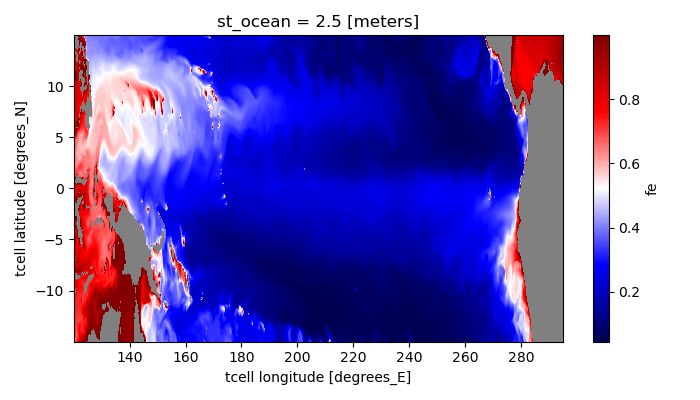 st_ocean = 2.5 [meters]
10
5
0
−5
−10
tcell latitude [degrees_N]
140 160 180 200 220 240 260 280
tcell longitude [degrees_E]
0.8
0.6
0.4
0.2
fe